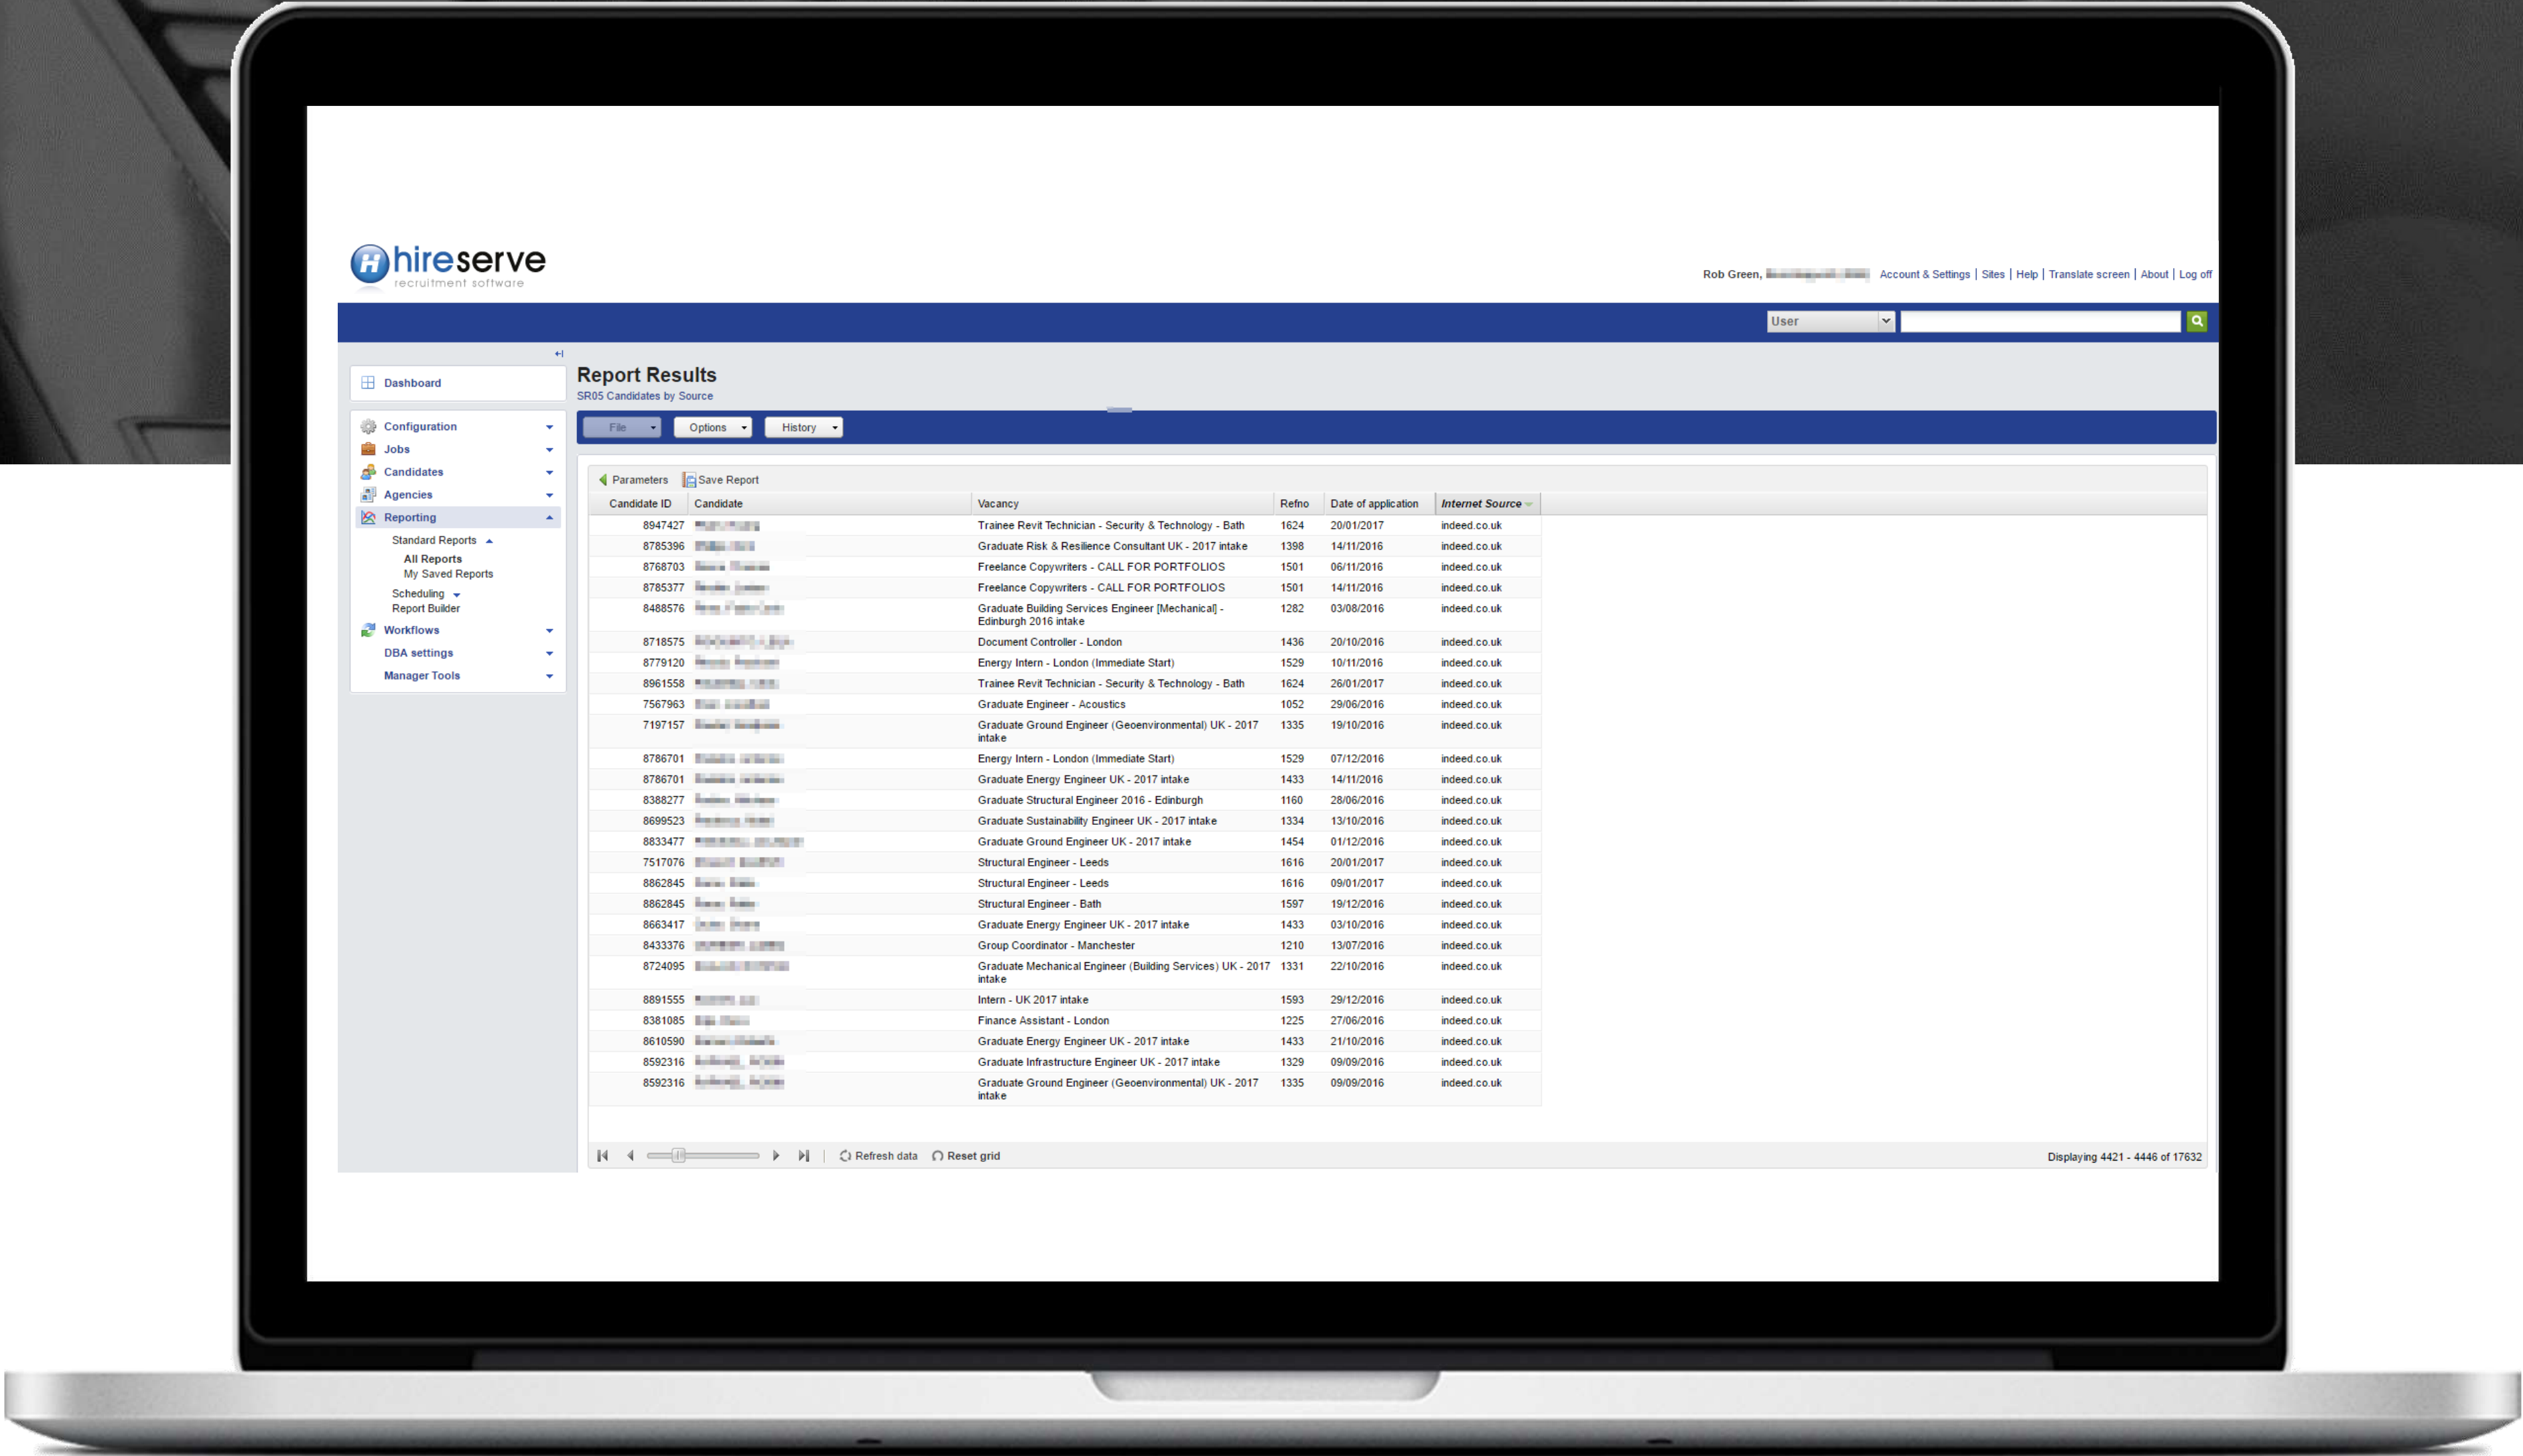 hireserve
recruitment software
Rob Green, Account & Settings | Sites | Help | Translate screen | About | Log off
User
Dashboard
Configuration
Jobs
Candidates
Agencies
Reporting
Standard Reports
All Reports
My Saved Reports
Scheduling
Report Builder
Workflows
DBA settings
Manager Tools
Report Results
SR05 Candidates by Source
File Options History
Parameters Save Report
Candidate ID Candidate Vacancy Refno Date of application Internet Source
8947427 Trainee Revit Technician - Security & Technology - Bath 1624 20/01/2017 indeed.co.uk
8785396 Graduate Risk & Resilience Consultant UK - 2017 intake 1398 14/11/2016 indeed.co.uk
8768703 Freelance Copywriters - CALL FOR PORTFOLIOS 1501 06/11/2016 indeed.co.uk
8785377 Freelance Copywriters - CALL FOR PORTFOLIOS 1501 14/11/2016 indeed.co.uk
8488576 Graduate Building Services Engineer [Mechanical] - 1282 03/08/2016 indeed.co.uk
Edinburgh 2016 intake
8718575 Document Controller - London 1436 20/10/2016 indeed.co.uk
8779120 Energy Intern - London (Immediate Start) 1529 10/11/2016 indeed.co.uk
8961558 Trainee Revit Technician - Security & Technology - Bath 1624 26/01/2017 indeed.co.uk
7567963 Graduate Engineer - Acoustics 1052 29/06/2016 indeed.co.uk
7197157 Graduate Ground Engineer (Geoenvironmental) UK - 2017 1335 19/10/2016 indeed.co.uk
intake
8786701 Energy Intern - London (Immediate Start) 1529 07/12/2016 indeed.co.uk
8786701 Graduate Energy Engineer UK - 2017 intake 1433 14/11/2016 indeed.co.uk
8388277 Graduate Structural Engineer 2016 - Edinburgh 1160 28/06/2016 indeed.co.uk
8699523 Graduate Sustainability Engineer UK - 2017 intake 1334 13/10/2016 indeed.co.uk
8833477 Graduate Ground Engineer UK - 2017 intake 1454 01/12/2016 indeed.co.uk
7517076 Structural Engineer - Leeds 1616 20/01/2017 indeed.co.uk
8862845 Structural Engineer - Leeds 1616 09/01/2017 indeed.co.uk
8862845 Structural Engineer - Bath 1597 19/12/2016 indeed.co.uk
8663417 Graduate Energy Engineer UK - 2017 intake 1433 03/10/2016 indeed.co.uk
8433376 Group Coordinator - Manchester 1210 13/07/2016 indeed.co.uk
8724095 Graduate Mechanical Engineer (Building Services) UK - 2017 1331 22/10/2016 indeed.co.uk
intake
8891555 Intern - UK 2017 intake 1593 29/12/2016 indeed.co.uk
8381085 Finance Assistant - London 1225 27/06/2016 indeed.co.uk
8610590 Graduate Energy Engineer UK - 2017 intake 1433 21/10/2016 indeed.co.uk
8592316 Graduate Infrastructure Engineer UK - 2017 intake 1329 09/09/2016 indeed.co.uk
8592316 Graduate Ground Engineer (Geoenvironmental) UK - 2017 1335 09/09/2016 indeed.co.uk
intake
Refresh data Reset grid Displaying 4421 - 4446 of 17632